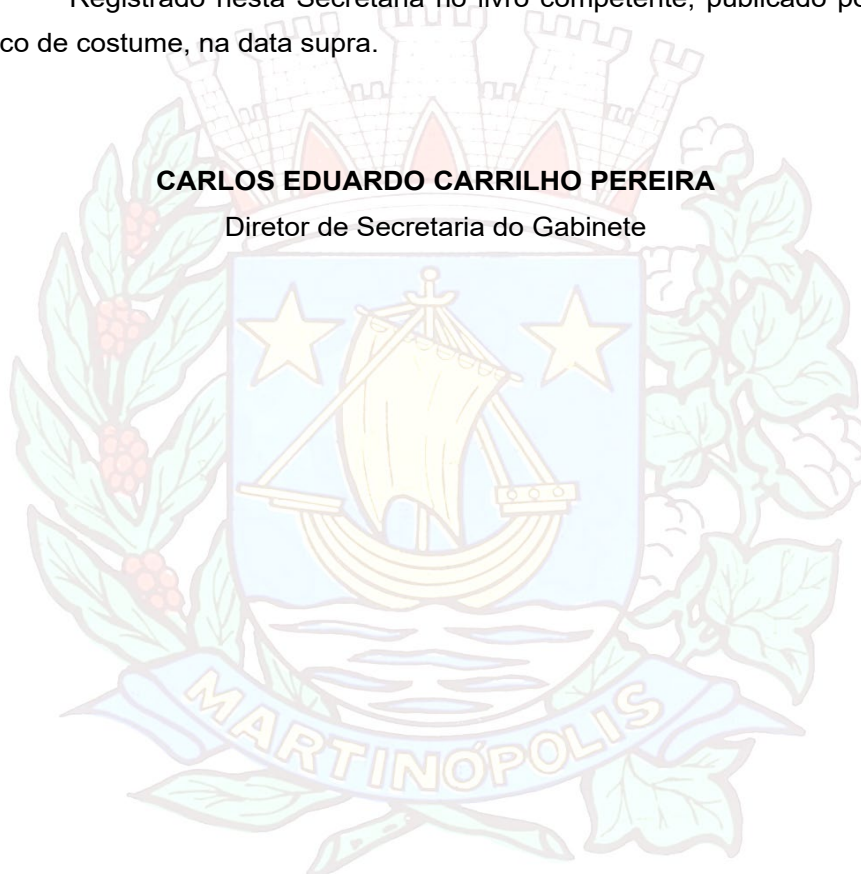 Registrado nesta Secretaria no livro competente, publicado
co de costume, na data supra.
CARLOS EDUARDO CARRILHO PEREIRA
Diretor de Secretaria do Gabinete
MARTINÓPOLIS